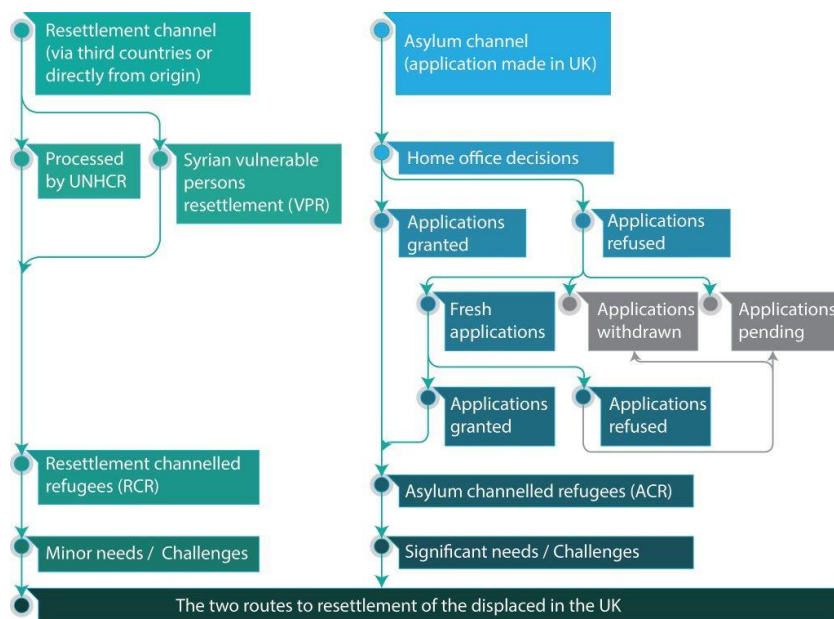 Resettlement channel
(via third countries or
directly from origin)
Asylum channel
(application made in UK)
Processed
by UNHCR
Syrian vulnerable
persons
resettlement (VPR)
Home office decisions
Applications
granted
Applications
refused
Fresh
applications
Applications
withdrawn
Applications
pending
Applications
granted
Applications
refused
Resettlement channelled
refugees (RCR)
Asylum channelled refugees (ACR)
Minor needs / Challenges
Significant needs / Challenges
The two routes to resettlement of the displaced in the UK